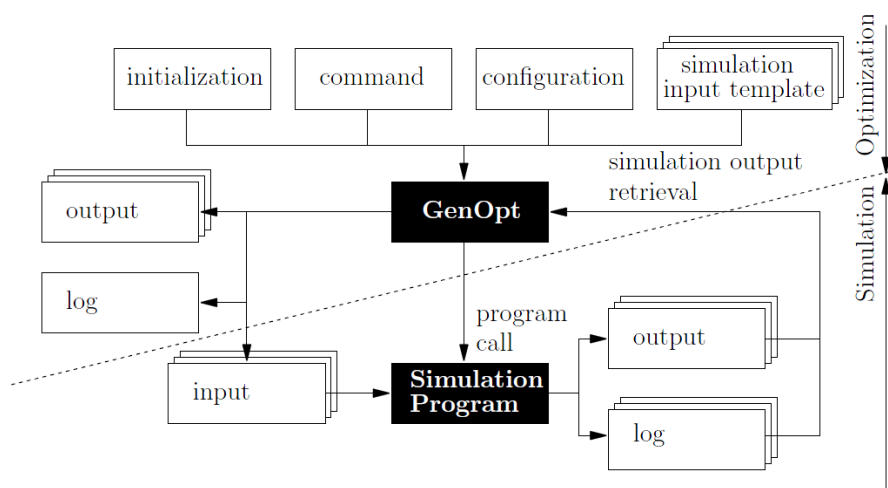 initialization
command
configuration
simulation
input template
Optimization
simulation output
retrieval
output
GenOpt
Simulation
log
program
call
output
input
Simulation
Program
log